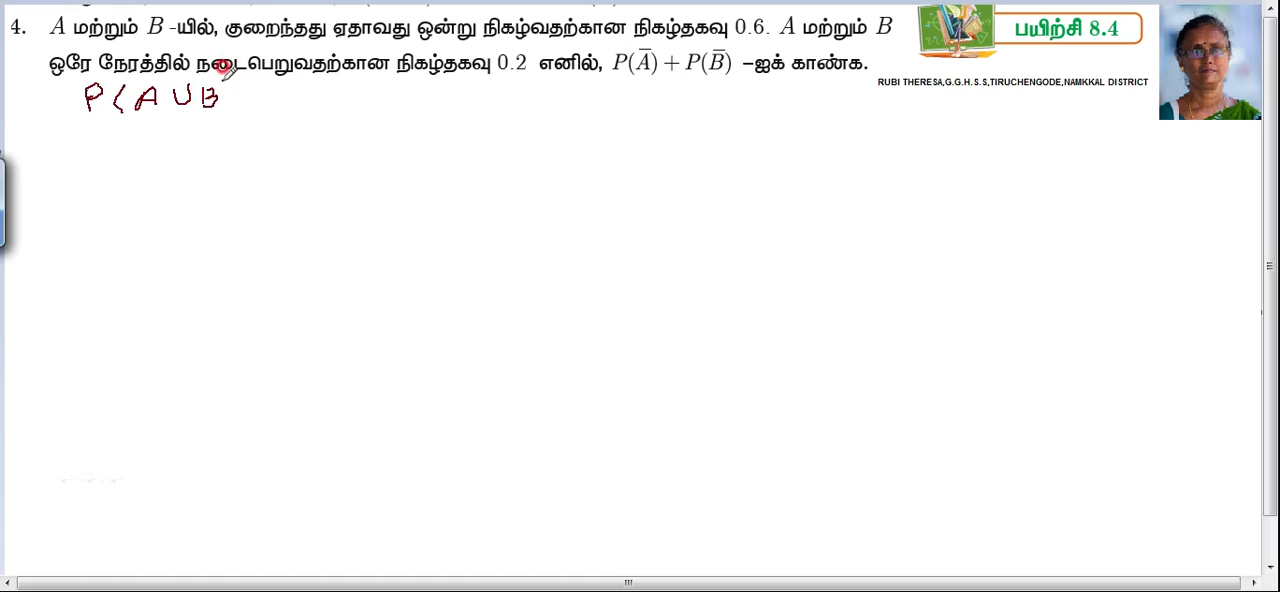 4. A மற்றும் B -யில், குறைந்தது ஏதாவது ஒன்று நிகழ்வதற்கான நிகழ்தகவு 0.6. A மற்றும் B
ஒரே நேரத்தில் நடைபெறுவதற்கான நிகழ்தகவு 0.2 எனில், P(A̅) + P(B̅) –ஐக் காண்க.
பயிற்சி 8.4
RUBI THERESA,G.G.H.S.S,TIRUCHENGODE,NAMKKAL DISTRICT
P ( A U B